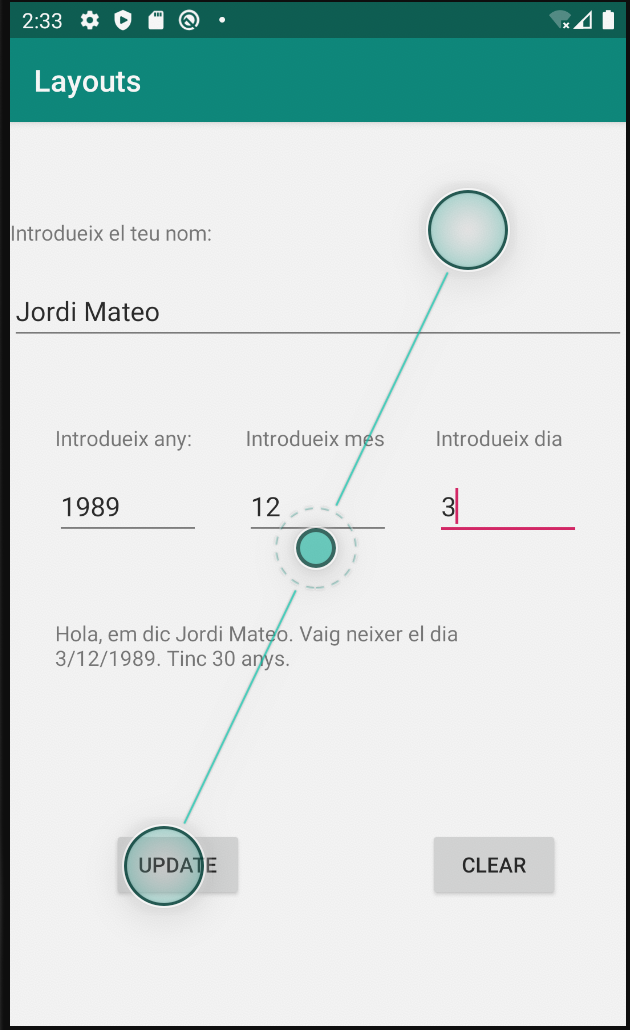 2:33
Layouts
Introdueix el teu nom:
Jordi Mateo
Introdueix any: Introdueix mes Introdueix dia
1989 12 3
Hola, em dic Jordi Mateo. Vaig neixer el dia
3/12/1989. Tinc 30 anys.
UPDATE CLEAR